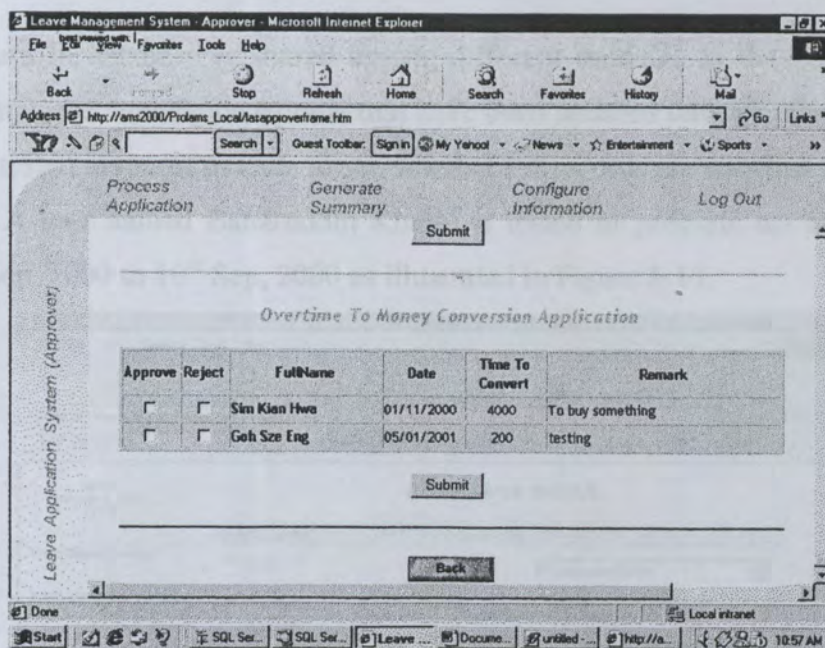 Leave Management System - Approver - Microsoft Internet Explorer
File Edit View Favorites Tools Help
best viewed with
Back Stop Refresh Home Search Favorites History Mail
Address http://ams2000/Prolams_Local/lasapproverframe.htm Go Links
Search Guest Toolbar: Sign in My Yahoo! News Entertainment Sports »
Process Application Generate Summary Configure Information Log Out
Submit
Leave Application System (Approver)
Overtime To Money Conversion Application
Approve Reject FullName Date Time To Convert Remark
Sim Kian Hwa 01/11/2000 4000 To buy something
Goh Sze Eng 05/01/2001 200 testing
Submit
Back
Done Local intranet
Start SQL Ser... SQL Ser... Leave ... Docume... untitled - ... http://a... 10:57 AM